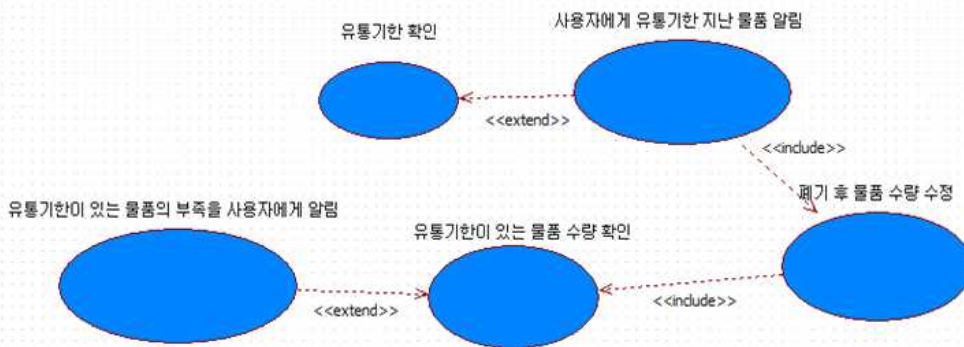 사용자에게 유통기한 지난 물품 알림
유통기한 확인
<<extend>>
<<include>>
폐기 후 물품 수량 수정
유통기한이 있는 물품의 부족을 사용자에게 알림
유통기한이 있는 물품 수량 확인
<<extend>>
<<include>>